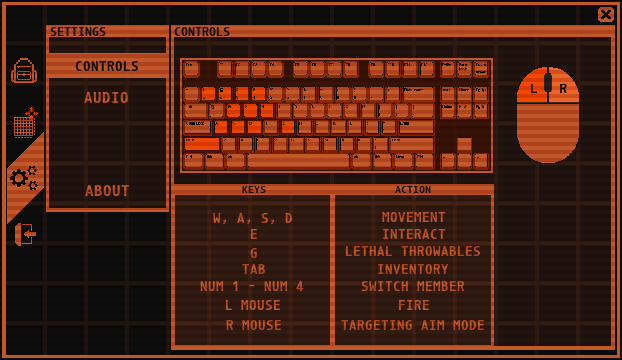 SETTINGS
CONTROLS
AUDIO
ABOUT
CONTROLS
L R
KEYS ACTION
W, A, S, D MOVEMENT
E INTERACT
G LETHAL THROWABLES
TAB INVENTORY
NUM 1 - NUM 4 SWITCH MEMBER
L MOUSE FIRE
R MOUSE TARGETING AIM MODE